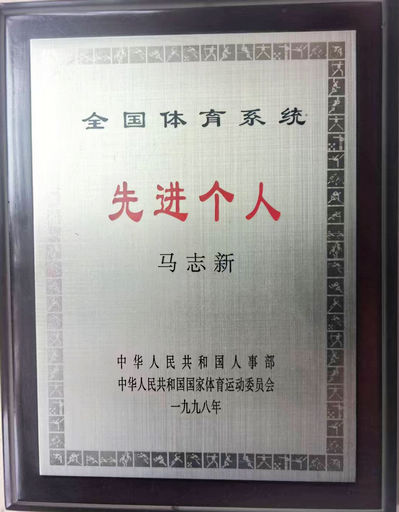 全国体育系统
先进个人
马志新
中华人民共和国人事部
中华人民共和国国家体育运动委员会
一九九八年